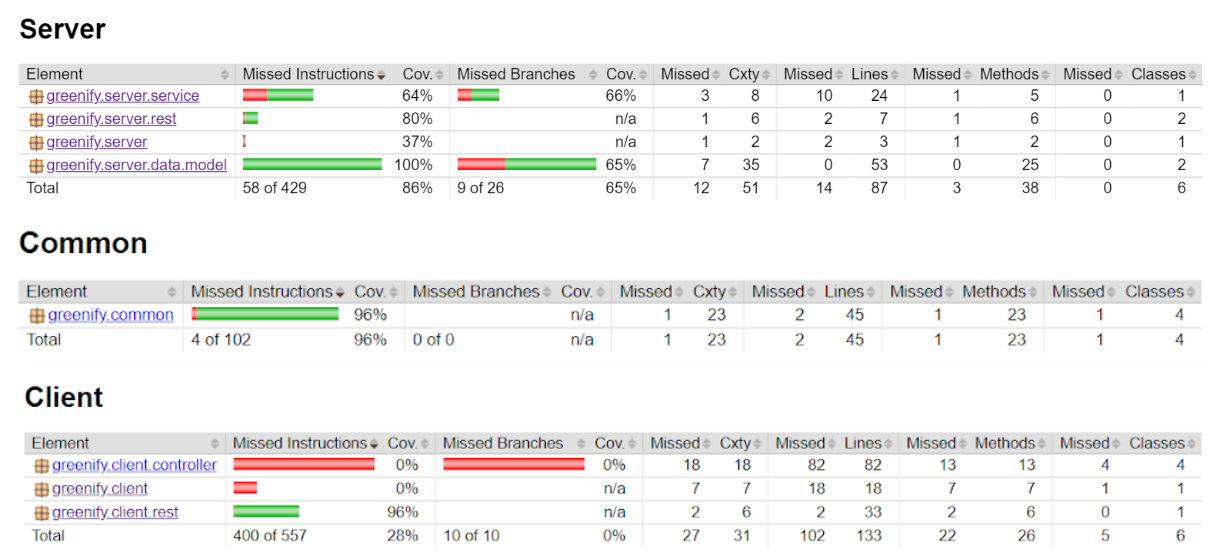 Server
Element Missed Instructions Cov. Missed Branches Cov. Missed Cxty Missed Lines Missed Methods Missed Classes
greenify.server.service 64% 66% 3 8 10 24 1 5 0 1
greenify.server.rest 80% n/a 1 6 2 7 1 6 0 2
greenify.server 37% n/a 1 2 2 3 1 2 0 1
greenify.server.data.model 100% 65% 7 35 0 53 0 25 0 2
Total 58 of 429 86% 9 of 26 65% 12 51 14 87 3 38 0 6
Common
Element Missed Instructions Cov. Missed Branches Cov. Missed Cxty Missed Lines Missed Methods Missed Classes
greenify.common 96% n/a 1 23 2 45 1 23 1 4
Total 4 of 102 96% 0 of 0 n/a 1 23 2 45 1 23 1 4
Client
Element Missed Instructions Cov. Missed Branches Cov. Missed Cxty Missed Lines Missed Methods Missed Classes
greenify.client.controller 0% 0% 18 18 82 82 13 13 4 4
greenify.client 0% n/a 7 7 18 18 7 7 1 1
greenify.client.rest 96% n/a 2 6 2 33 2 6 0 1
Total 400 of 557 28% 10 of 10 0% 27 31 102 133 22 26 5 6